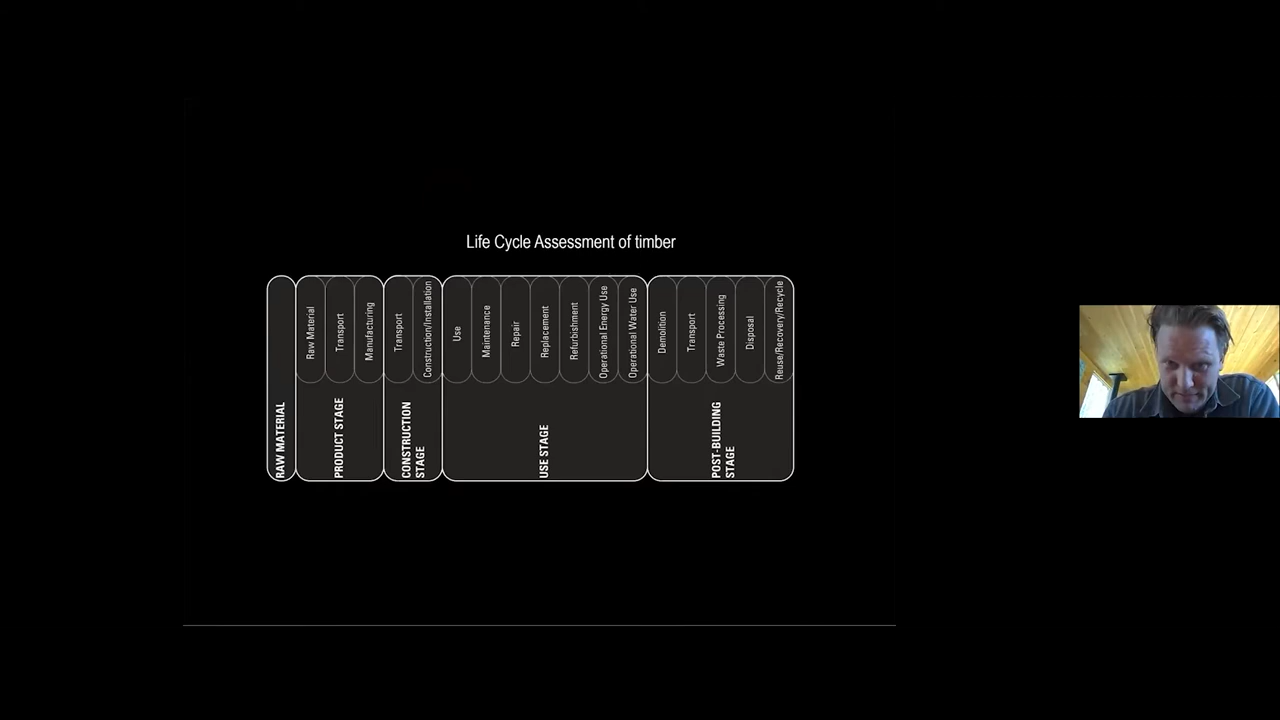 Life Cycle Assessment of timber
RAW MATERIAL
Raw Material
Transport
Manufacturing
PRODUCT STAGE
Transport
Construction/Installation
CONSTRUCTION
STAGE
Use
Maintenance
Repair
Replacement
Refurbishment
Operational Energy Use
Operational Water Use
USE STAGE
Demolition
Transport
Waste Processing
Disposal
Reuse/Recovery/Recycle
POST-BUILDING
STAGE